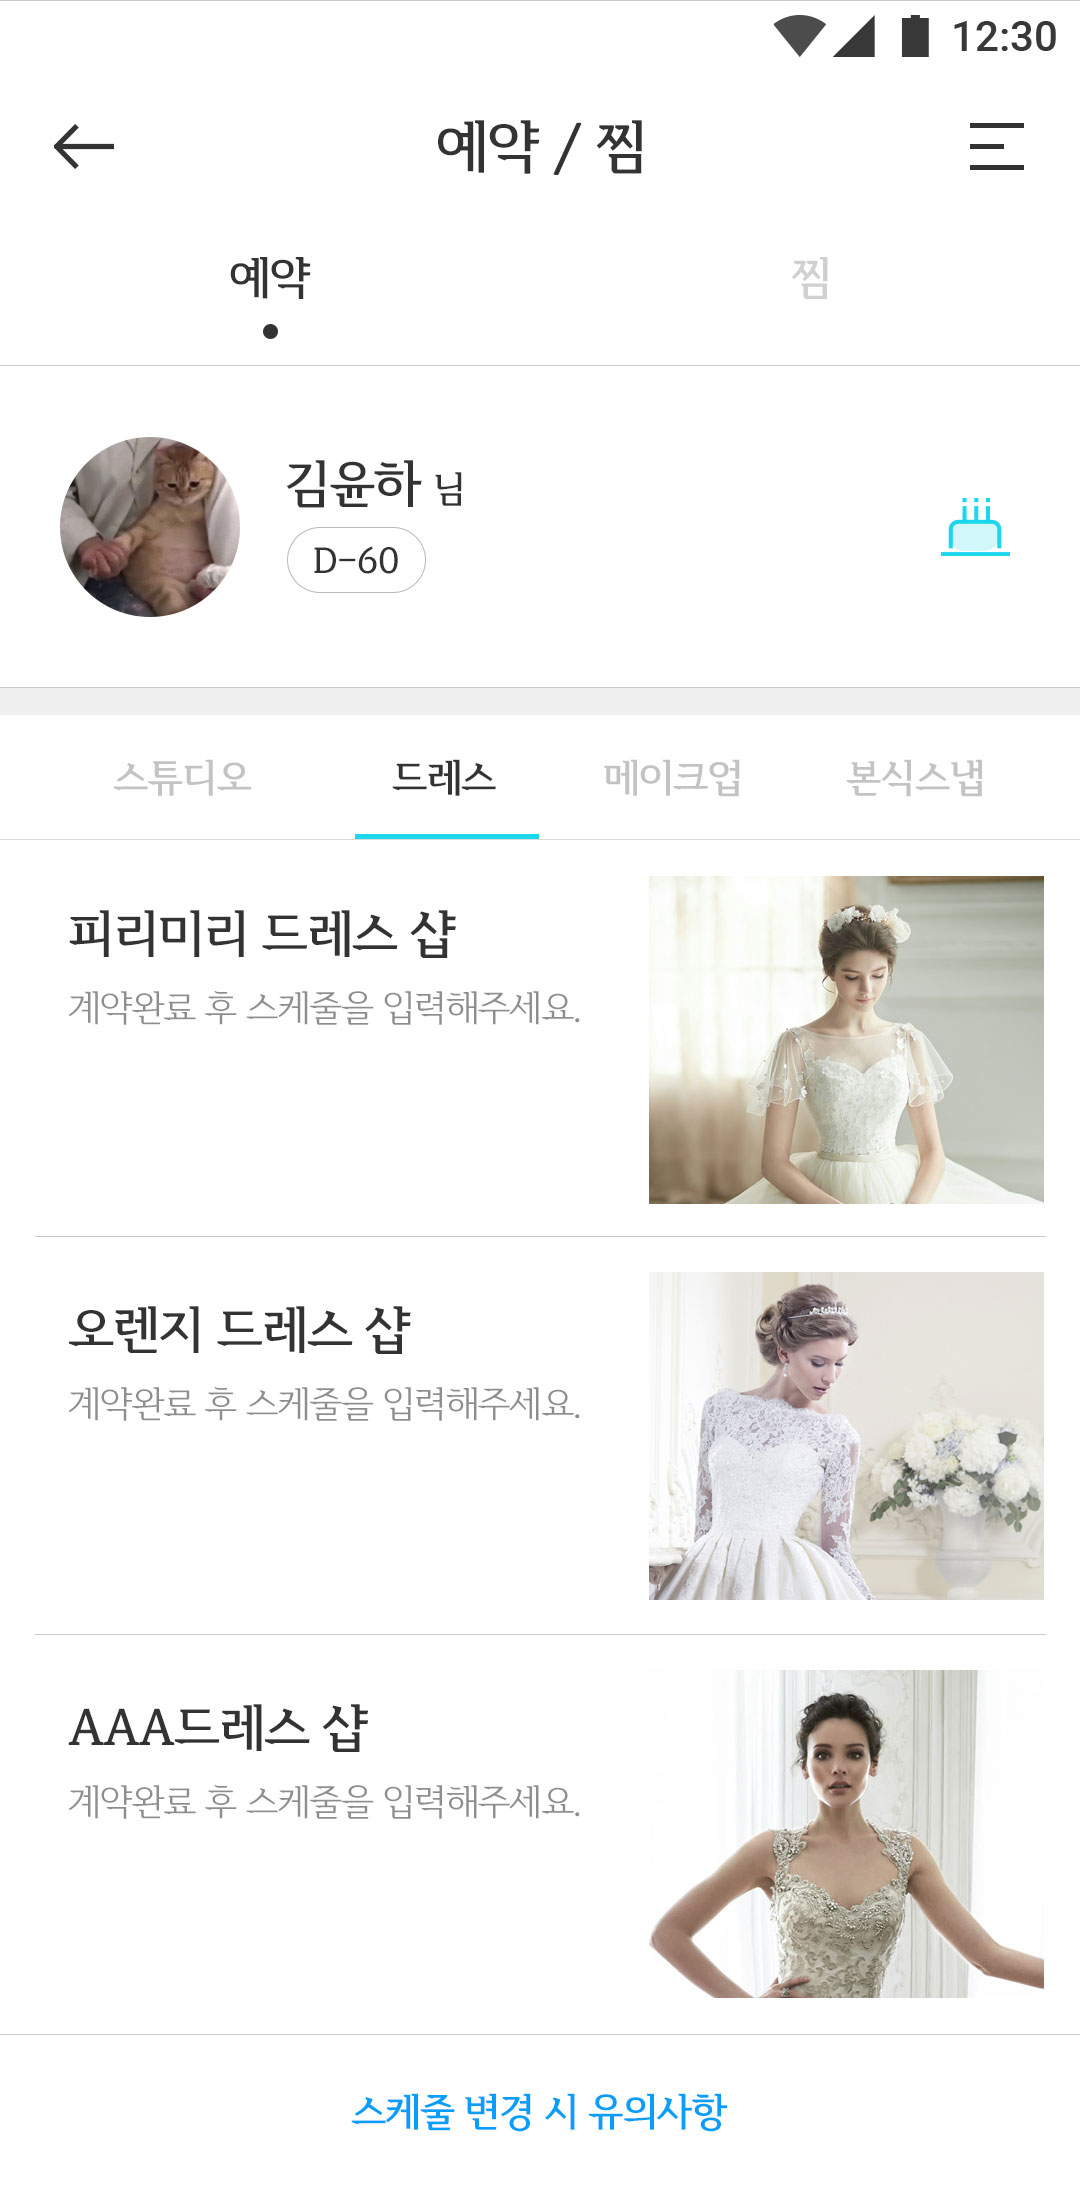 12:30
예약 / 찜
예약
찜
김윤하 님
D-60
스튜디오
드레스
메이크업
본식스냅
피리미리 드레스 샵
계약완료 후 스케줄을 입력해주세요.
오렌지 드레스 샵
계약완료 후 스케줄을 입력해주세요.
AAA드레스 샵
계약완료 후 스케줄을 입력해주세요.
스케줄 변경 시 유의사항